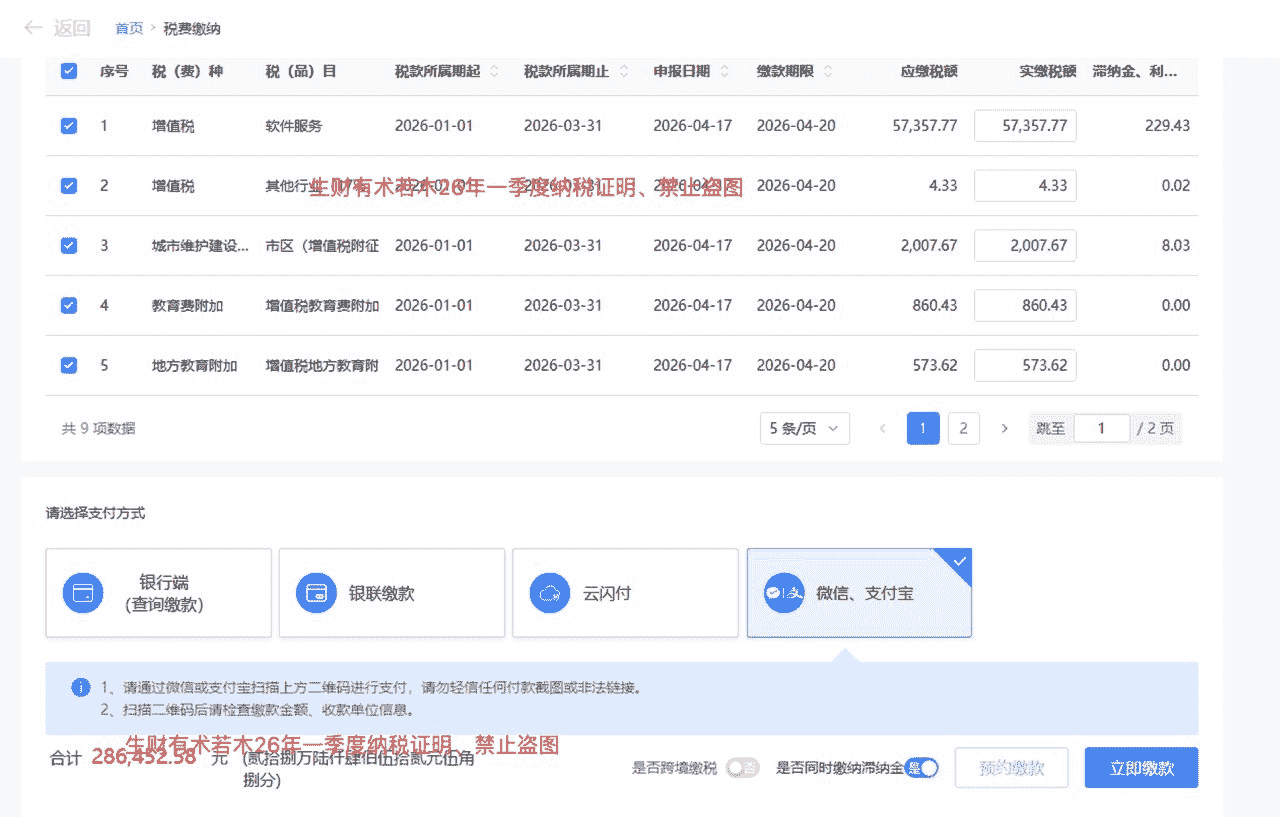 返回 首页 > 税费缴纳
序号 税（费）种 税（品）目 税款所属期起 税款所属期止 申报日期 缴款期限 应缴税额 实缴税额 滞纳金、利...
1 增值税 软件服务 2026-01-01 2026-03-31 2026-04-17 2026-04-20 57,357.77 57,357.77 229.43
2 增值税 其他行业 2026-04-20 4.33 4.33 0.02
生财有术若木26年一季度纳税证明、禁止盗图
3 城市维护建设... 市区（增值税附征 2026-01-01 2026-03-31 2026-04-17 2026-04-20 2,007.67 2,007.67 8.03
4 教育费附加 增值税教育费附加 2026-01-01 2026-03-31 2026-04-17 2026-04-20 860.43 860.43 0.00
5 地方教育附加 增值税地方教育附 2026-01-01 2026-03-31 2026-04-17 2026-04-20 573.62 573.62 0.00
共 9 项数据 5 条/页 1 2 跳至 1 / 2 页
请选择支付方式
银行端
(查询缴款)
银联缴款
云闪付
微信、支付宝
1、请通过微信或支付宝扫描上方二维码进行支付，请勿轻信任何付款截图或非法链接。
2、扫描二维码后请检查缴款金额、收款单位信息。
生财有术若木26年一季度纳税证明、禁止盗图
合计 286,452.58 元 (贰拾捌万陆仟肆佰伍拾贰元伍角
捌分)
是否跨境缴税 否 是否同时缴纳滞纳金 是 预约缴款 立即缴款